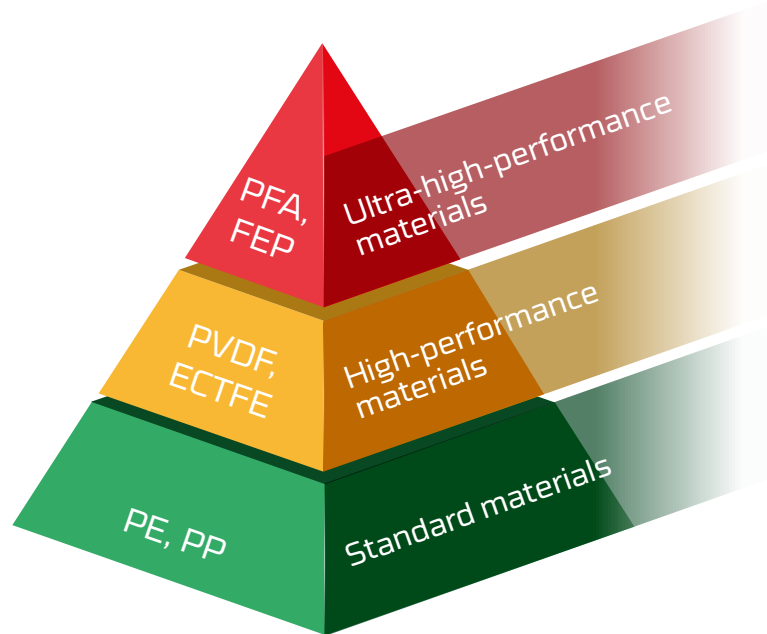 PFA,
FEP
Ultra-high-performance
materials
PVDF,
ECTFE
High-performance
materials
PE, PP
Standard materials